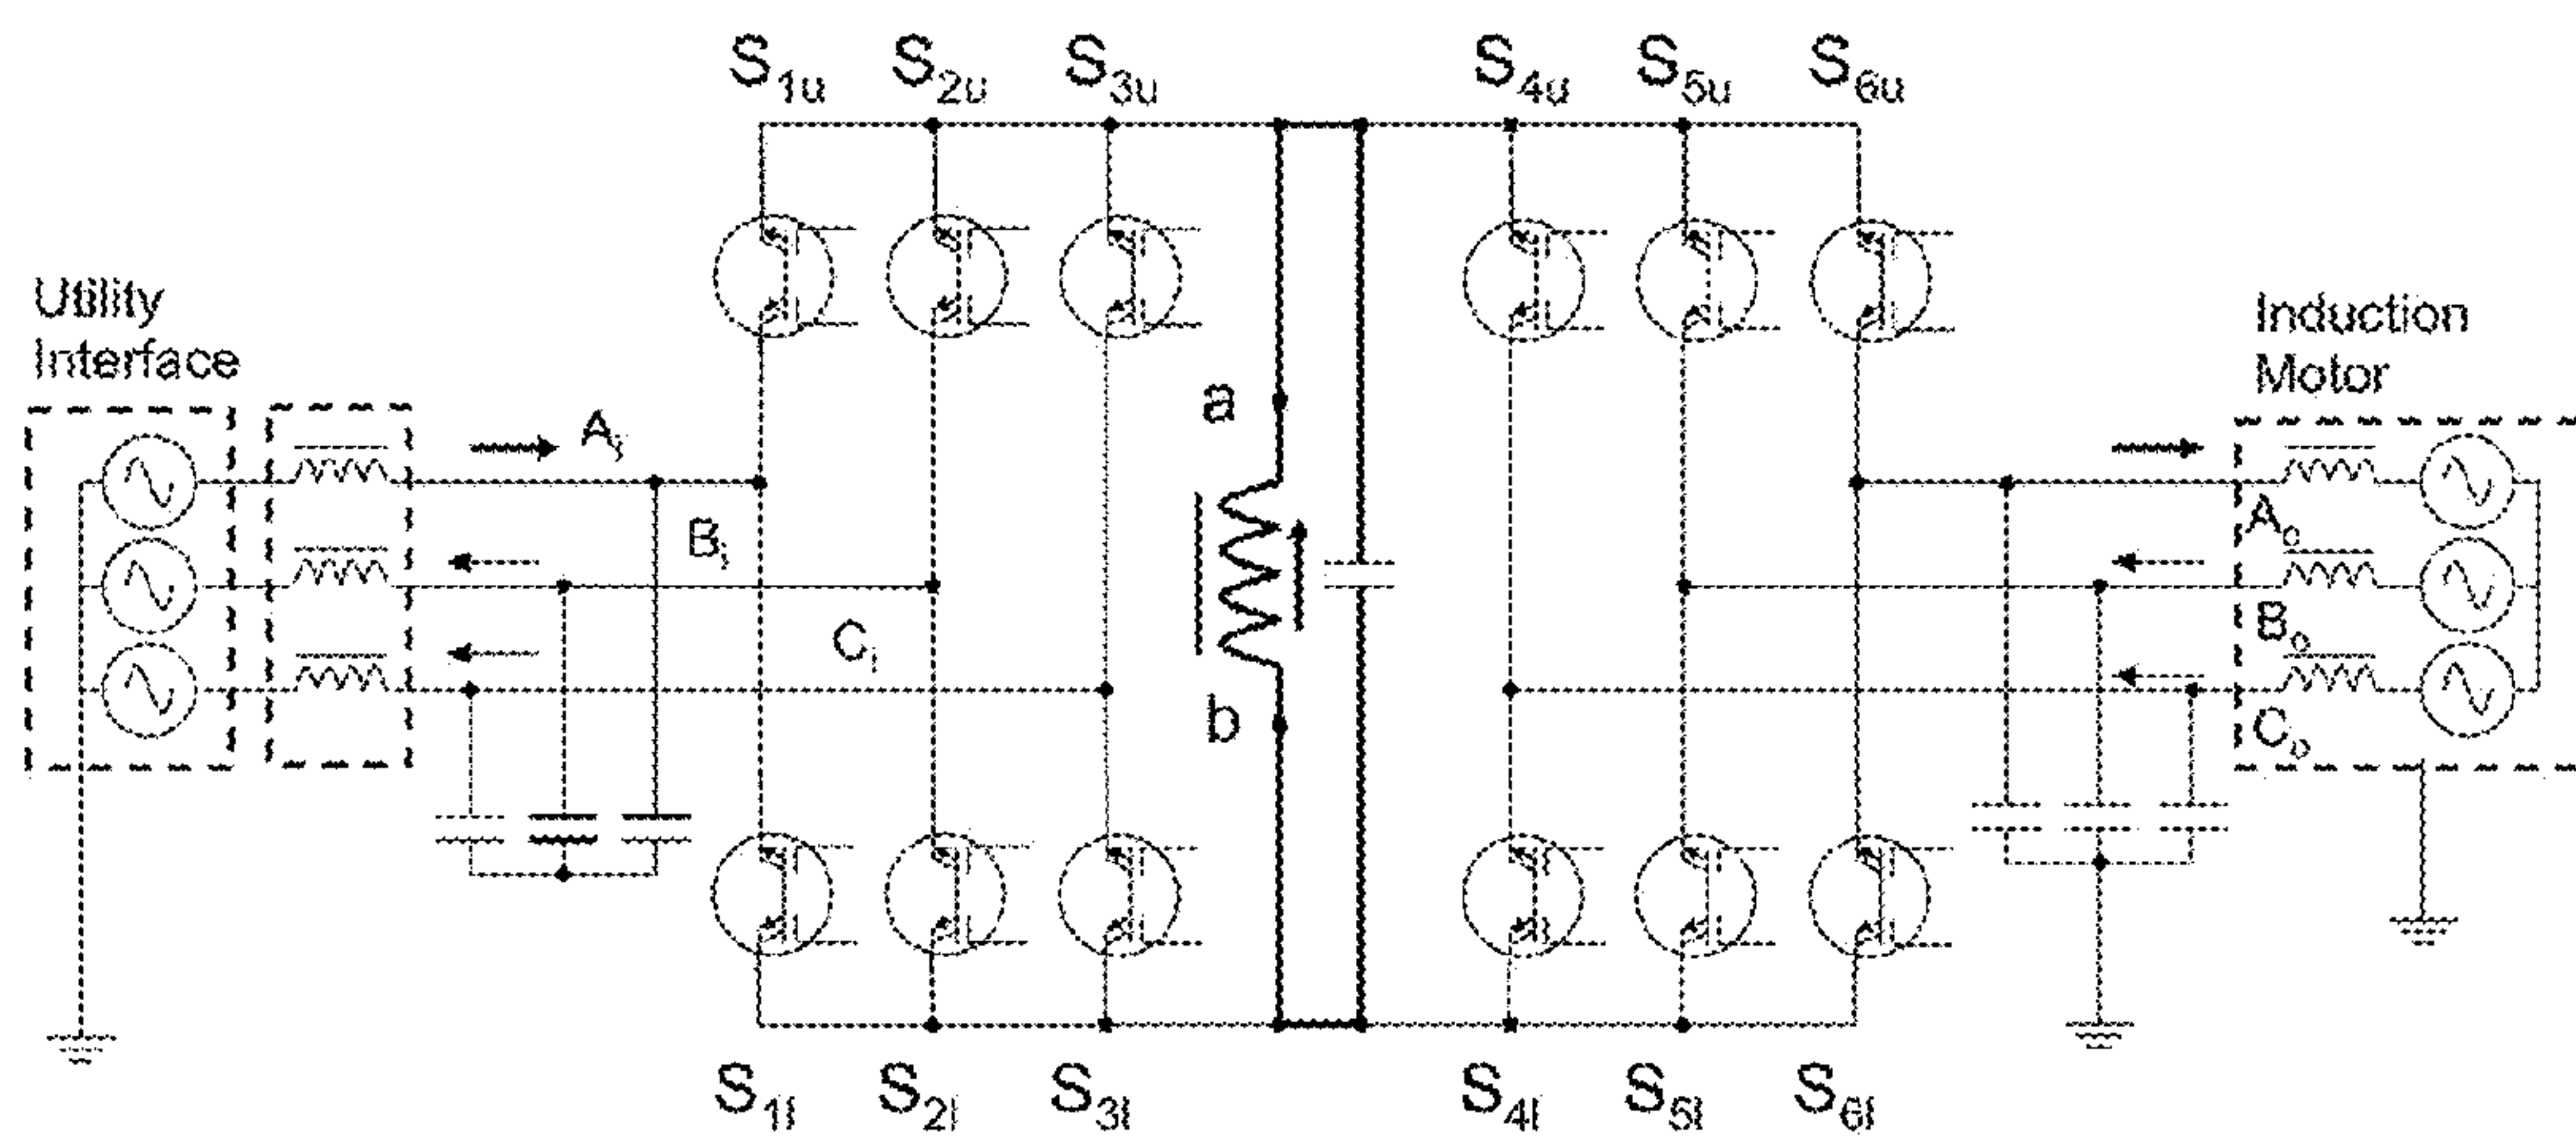 S1u S2u S3u S4u S5u S6u
Utility
Interface
Induction
Motor
a
Ai
Bi
Ao
Bo
Ci
b
Co
S1l S2l S3l S4l S5l S6l